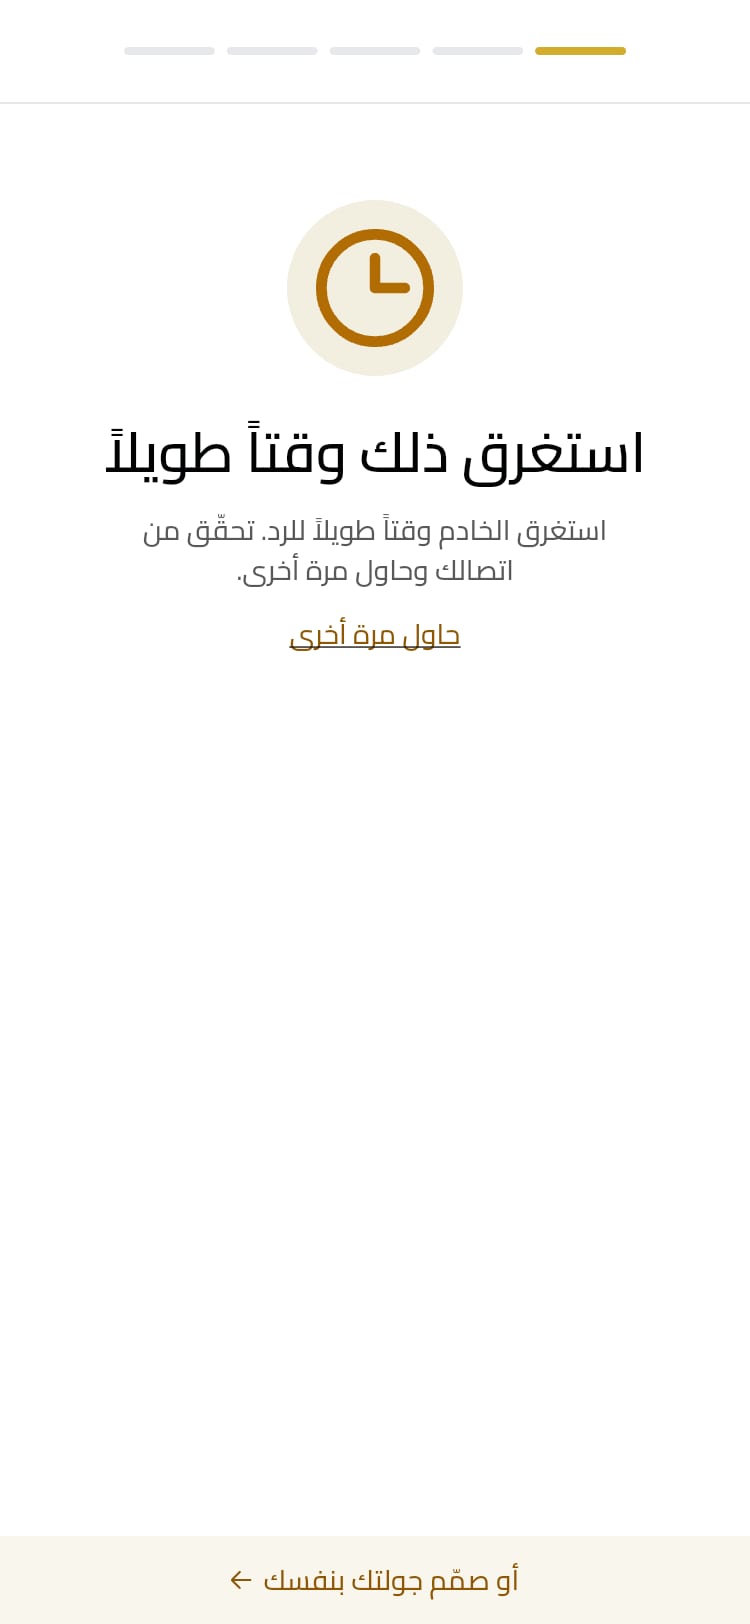 استغرق ذلك وقتاً طويلاً
استغرق الخادم وقتاً طويلاً للرد. تحقّق من
اتصالك وحاول مرة أخرى.
حاول مرة أخرى
أو صمّم جولتك بنفسك ←